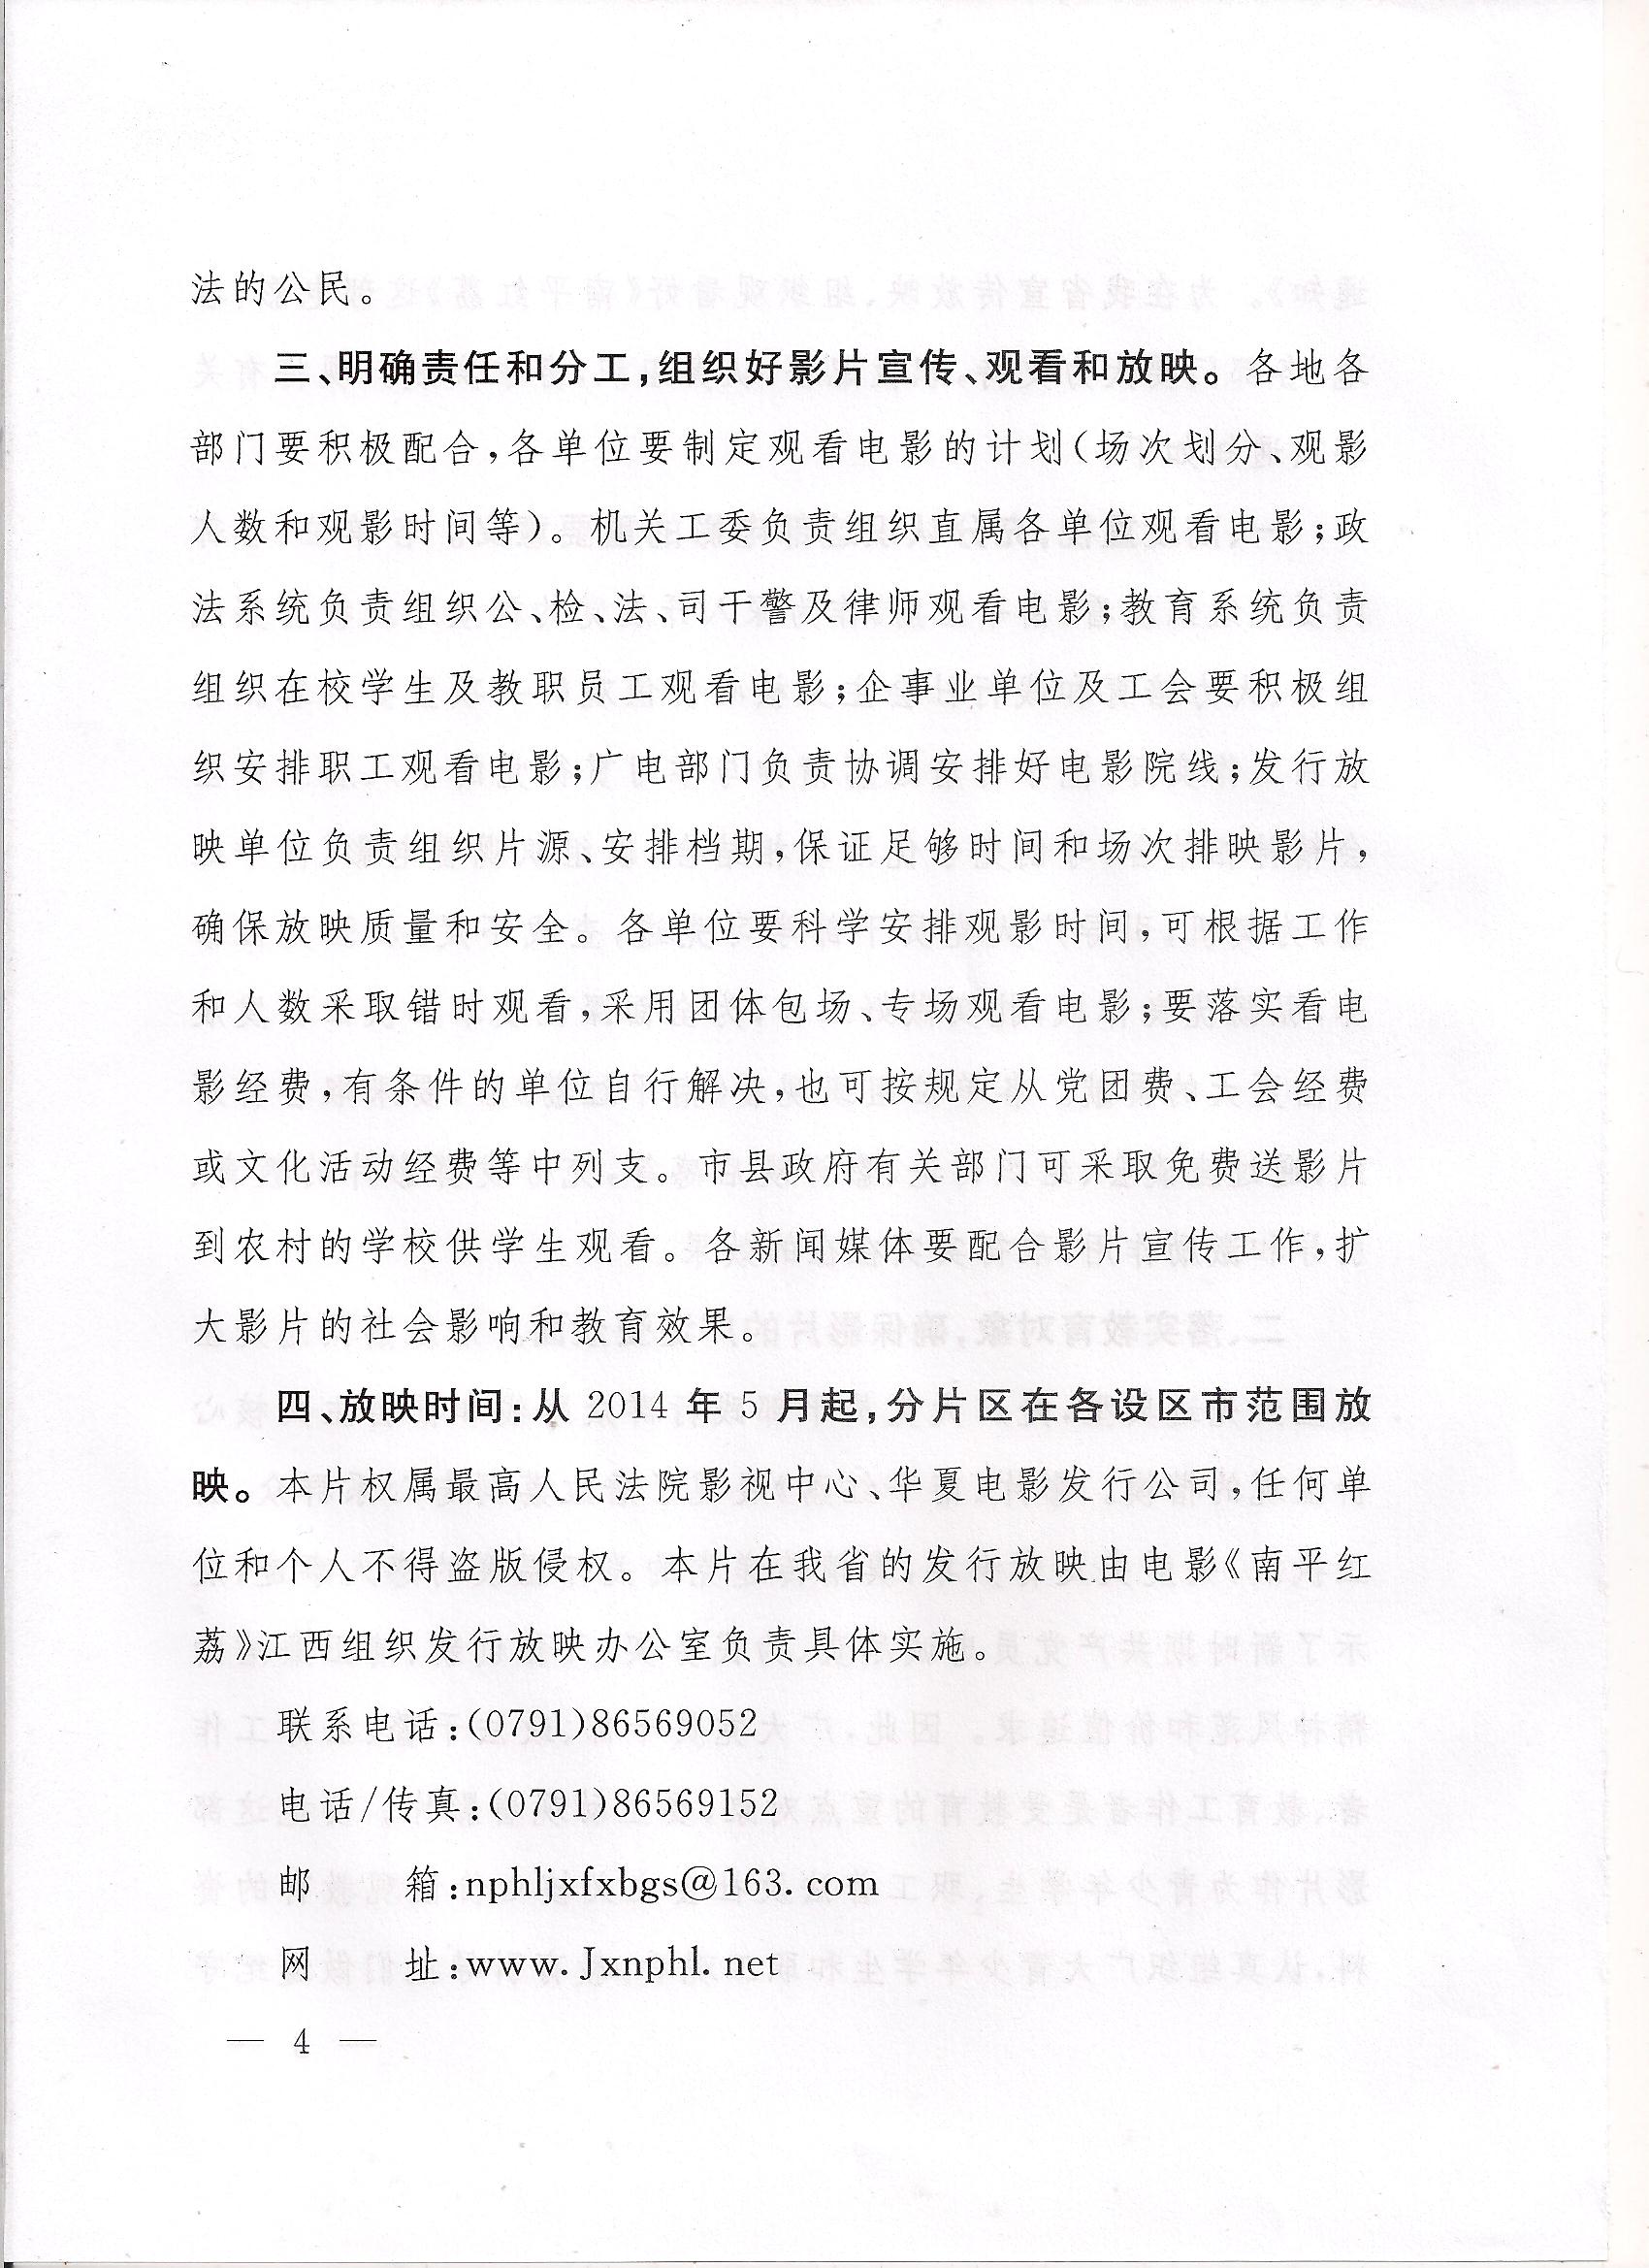 法的公民。
三、明确责任和分工,组织好影片宣传、观看和放映。各地各
部门要积极配合,各单位要制定观看电影的计划(场次划分、观影
人数和观影时间等)。机关工委负责组织直属各单位观看电影;政
法系统负责组织公、检、法、司干警及律师观看电影;教育系统负责
组织在校学生及教职员工观看电影;企事业单位及工会要积极组
织安排职工观看电影;广电部门负责协调安排好电影院线;发行放
映单位负责组织片源、安排档期,保证足够时间和场次排映影片,
确保放映质量和安全。各单位要科学安排观影时间,可根据工作
和人数采取错时观看,采用团体包场、专场观看电影;要落实看电
影经费,有条件的单位自行解决,也可按规定从党团费、工会经费
或文化活动经费等中列支。市县政府有关部门可采取免费送影片
到农村的学校供学生观看。各新闻媒体要配合影片宣传工作,扩
大影片的社会影响和教育效果。
四、放映时间:从 2014 年 5 月起,分片区在各设区市范围放
映。本片权属最高人民法院影视中心、华夏电影发行公司,任何单
位和个人不得盗版侵权。本片在我省的发行放映由电影《南平红
荔》江西组织发行放映办公室负责具体实施。
联系电话:(0791)86569052
电话/传真:(0791)86569152
邮 箱:nphljxfxbgs@163.com
网 址:www.Jxnphl.net
— 4 —